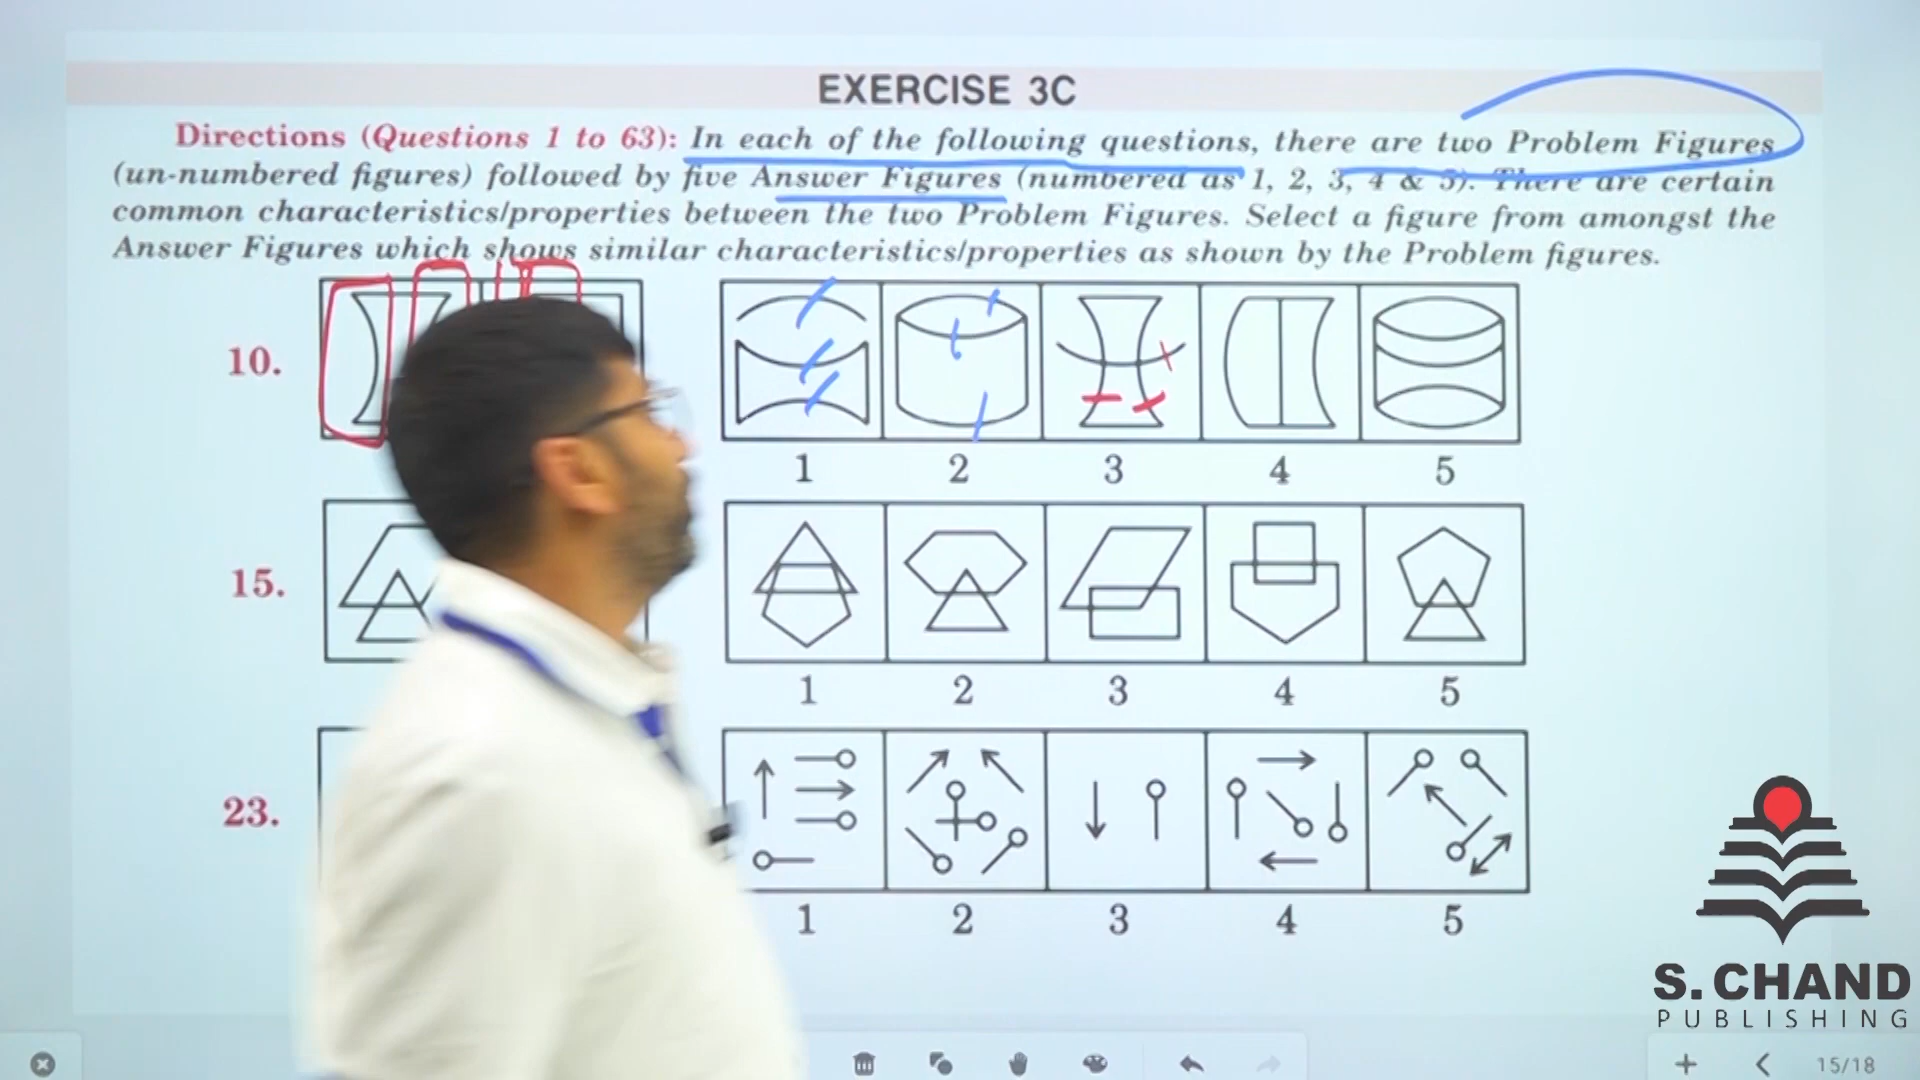 EXERCISE 3C
Directions (Questions 1 to 63): In each of the following questions, there are two Problem Figures
(un-numbered figures) followed by five Answer Figures (numbered as 1, 2, 3, 4 & 5). There are certain
common characteristics/properties between the two Problem Figures. Select a figure from amongst the
Answer Figures which shows similar characteristics/properties as shown by the Problem figures.
10.
1 2 3 4 5
15.
1 2 3 4 5
23.
1 2 3 4 5
S. CHAND
PUBLISHING
15/18